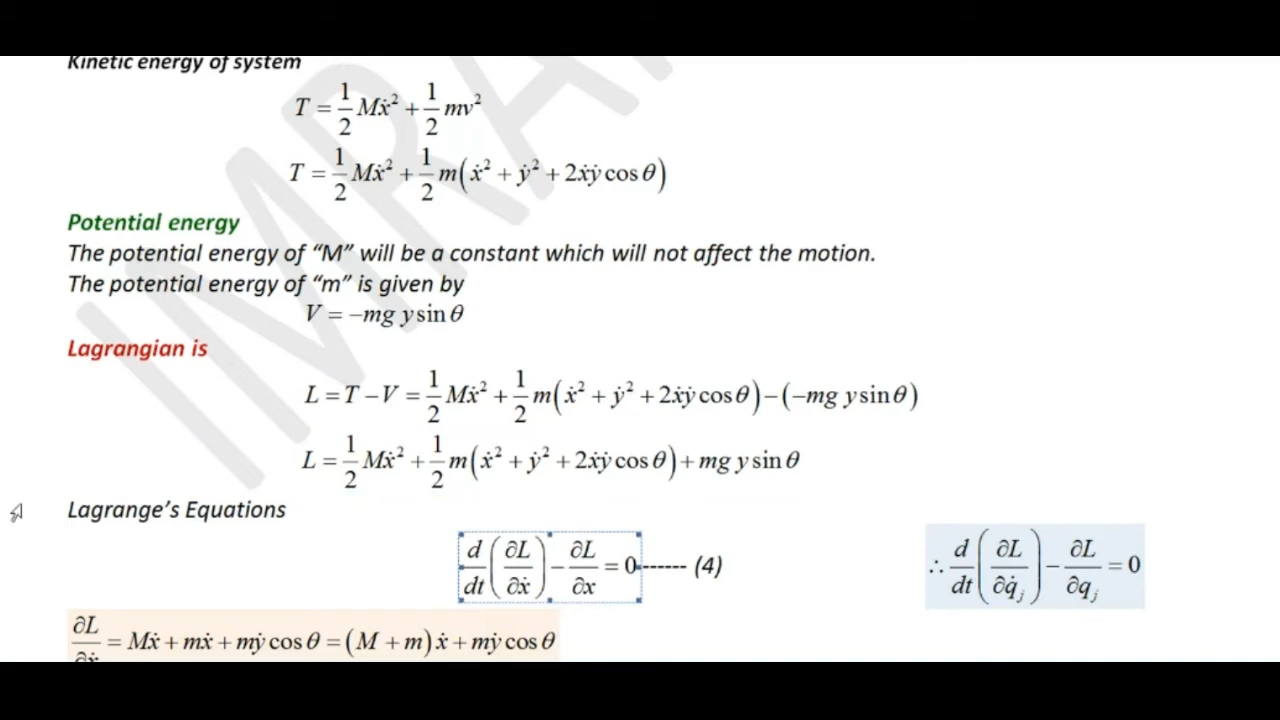 Kinetic energy of system
T = 1/2 Mẋ² + 1/2 mv²
T = 1/2 Mẋ² + 1/2 m(ẋ² + ẏ² + 2ẋẏ cos θ)
Potential energy
The potential energy of “M” will be a constant which will not affect the motion.
The potential energy of “m” is given by
V = −mg y sin θ
Lagrangian is
L = T − V = 1/2 Mẋ² + 1/2 m(ẋ² + ẏ² + 2ẋẏ cos θ) − (−mg y sin θ)
L = 1/2 Mẋ² + 1/2 m(ẋ² + ẏ² + 2ẋẏ cos θ) + mg y sin θ
Lagrange’s Equations
d/dt (∂L/∂ẋ) − ∂L/∂x = 0 ------ (4)
∴ d/dt (∂L/∂q̇ⱼ) − ∂L/∂qⱼ = 0
∂L/∂ẋ = Mẋ + mẋ + mẏ cos θ = (M + m)ẋ + mẏ cos θ